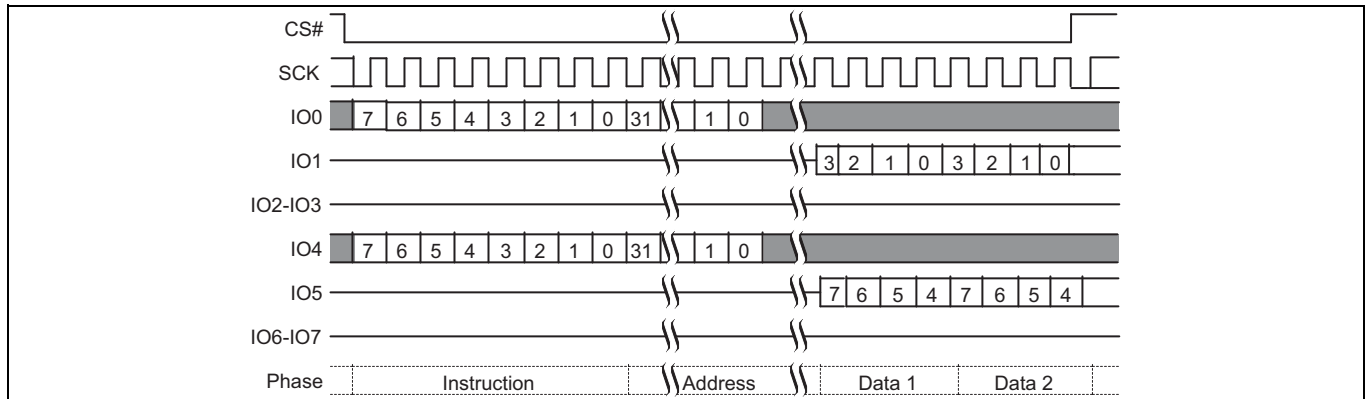 CS#
SCK
IO0 7 6 5 4 3 2 1 0 31 1 0
IO1 3 2 1 0 3 2 1 0
IO2-IO3
IO4 7 6 5 4 3 2 1 0 31 1 0
IO5 7 6 5 4 7 6 5 4
IO6-IO7
Phase Instruction Address Data 1 Data 2